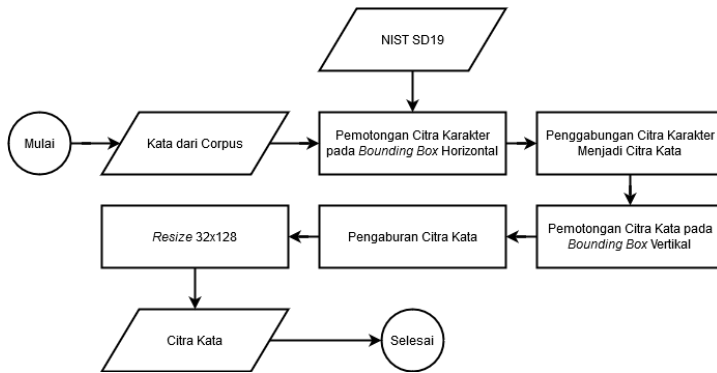 NIST SD19
Mulai
Kata dari Corpus
Pemotongan Citra Karakter
pada Bounding Box Horizontal
Penggabungan Citra Karakter
Menjadi Citra Kata
Pemotongan Citra Kata pada
Bounding Box Vertikal
Pengaburan Citra Kata
Resize 32x128
Citra Kata
Selesai